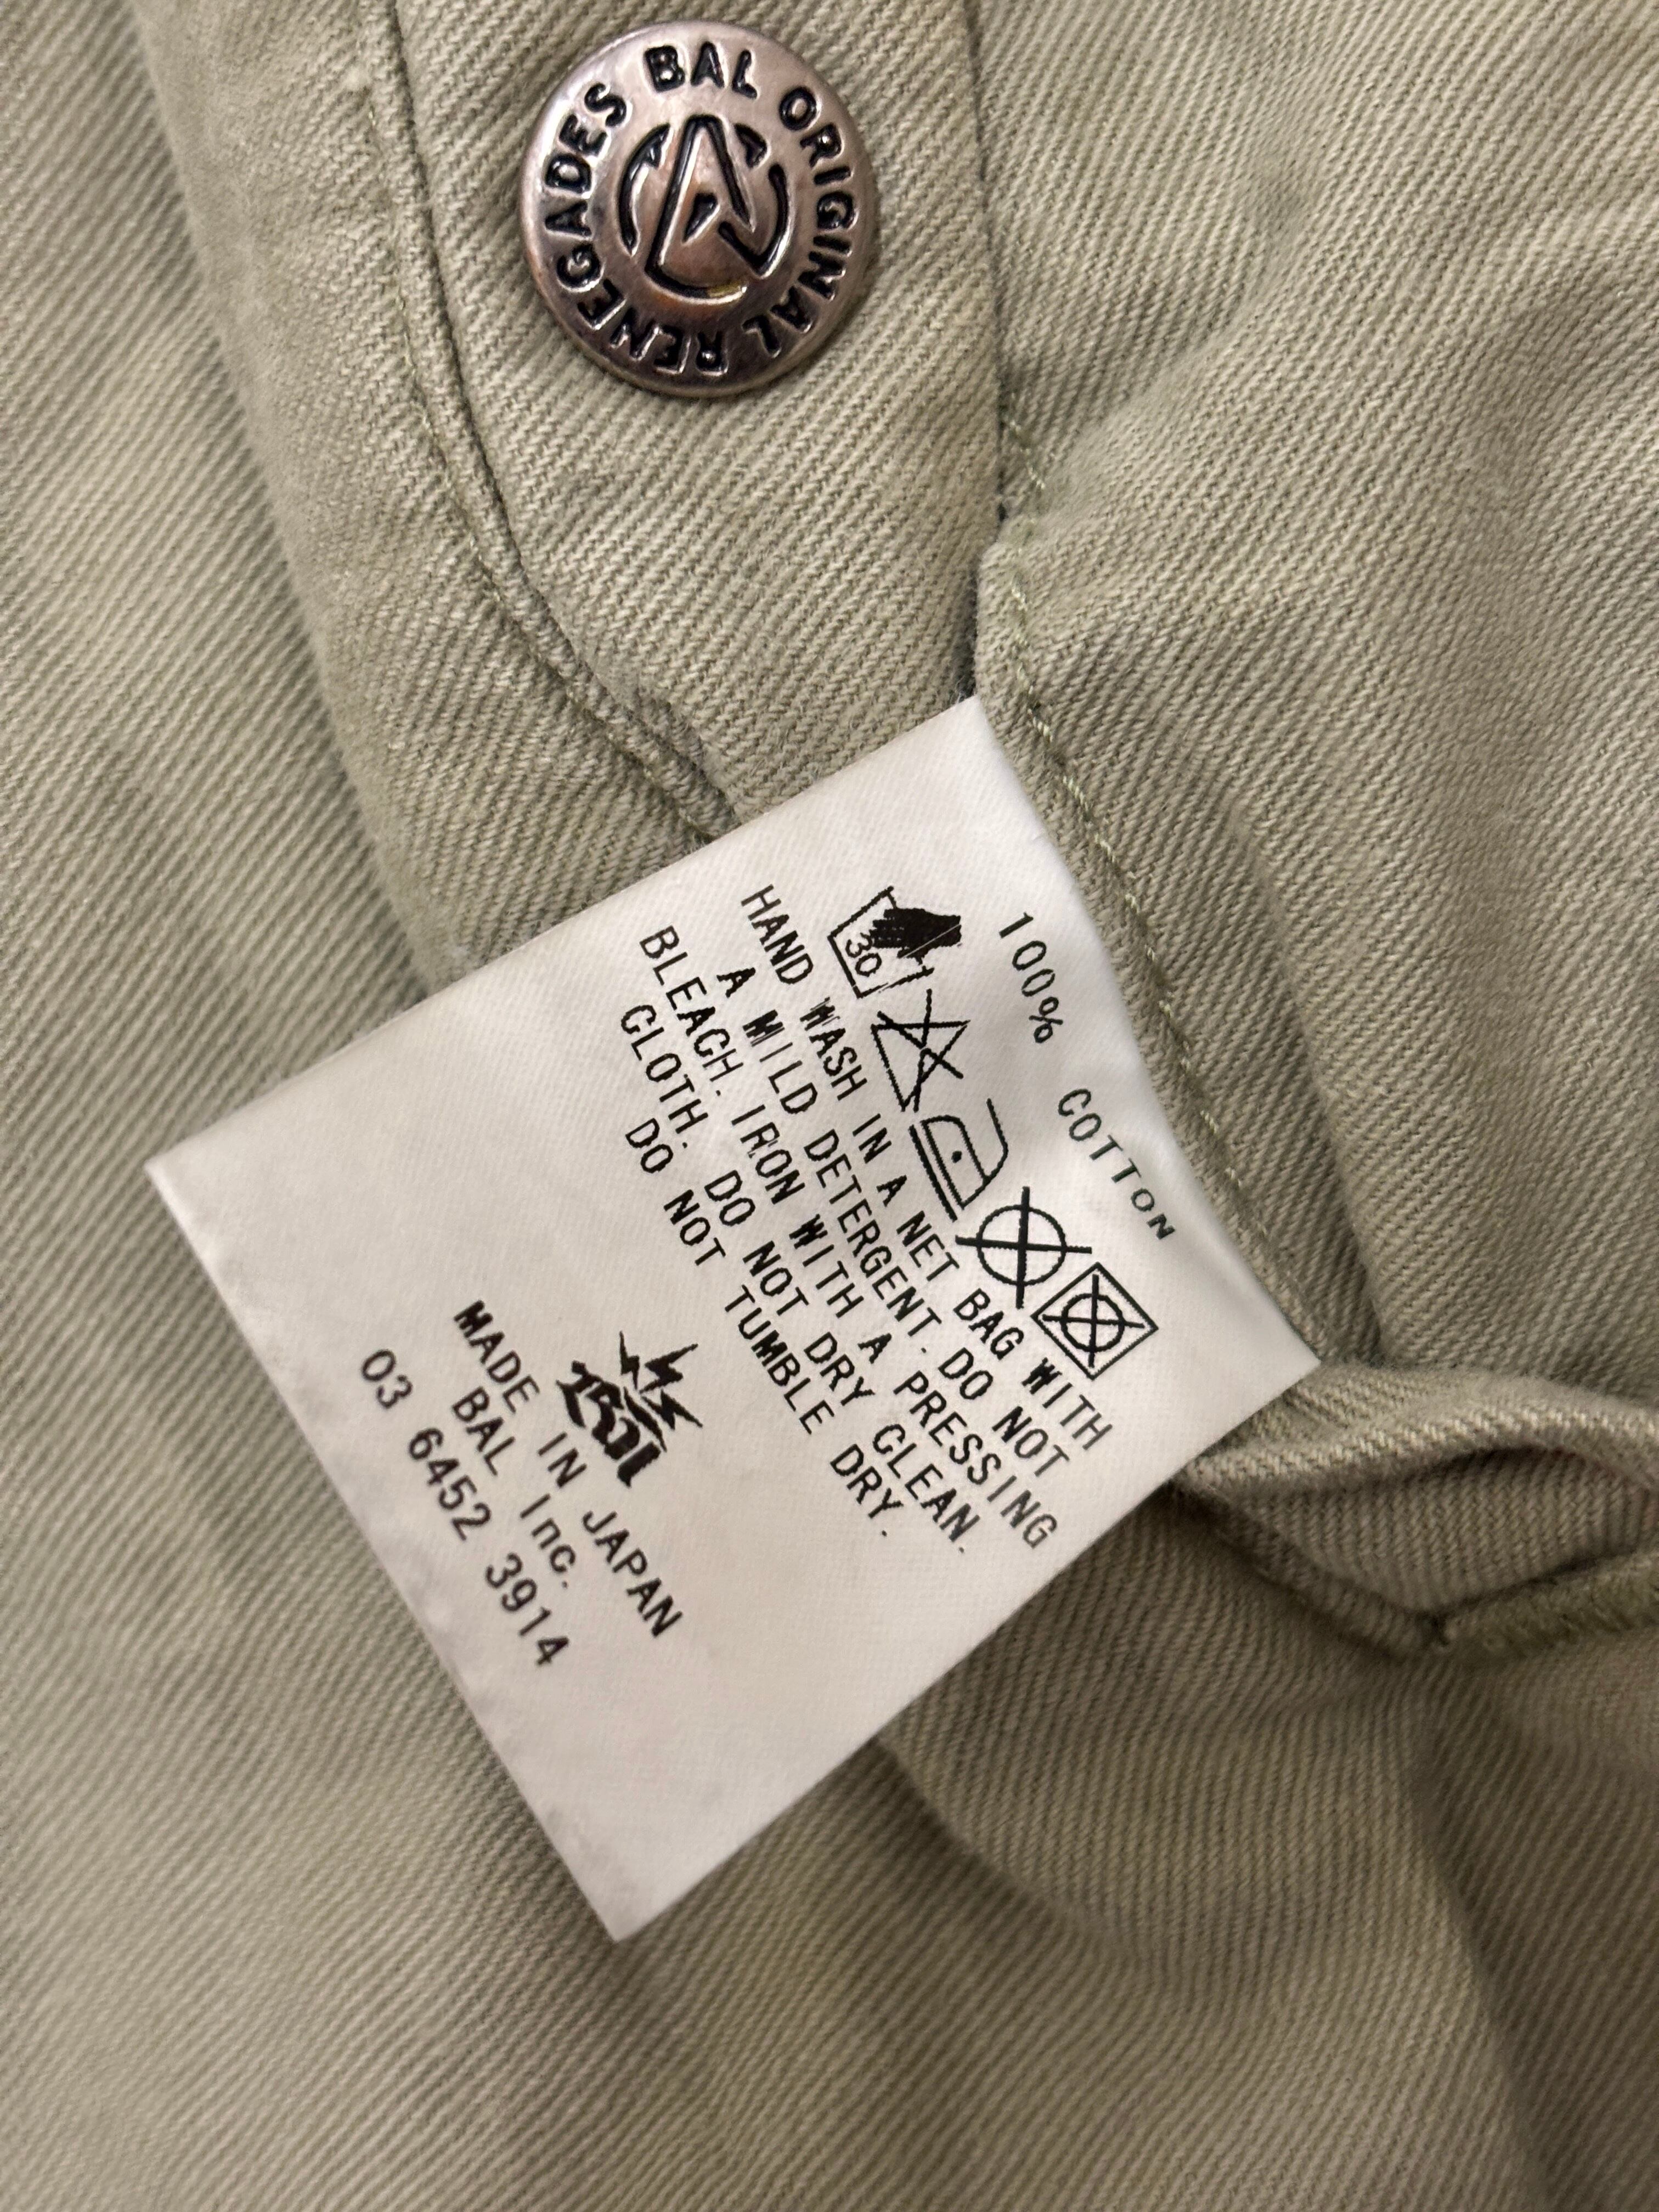 BAL ORIGINAL RENEGADES
100% COTTON
30
HAND WASH IN A NET BAG WITH
A MILD DETERGENT. DO NOT
BLEACH. IRON WITH A PRESSING
CLOTH. DO NOT DRY CLEAN.
DO NOT TUMBLE DRY.
Bal
MADE IN JAPAN
BAL Inc.
03 6452 3914